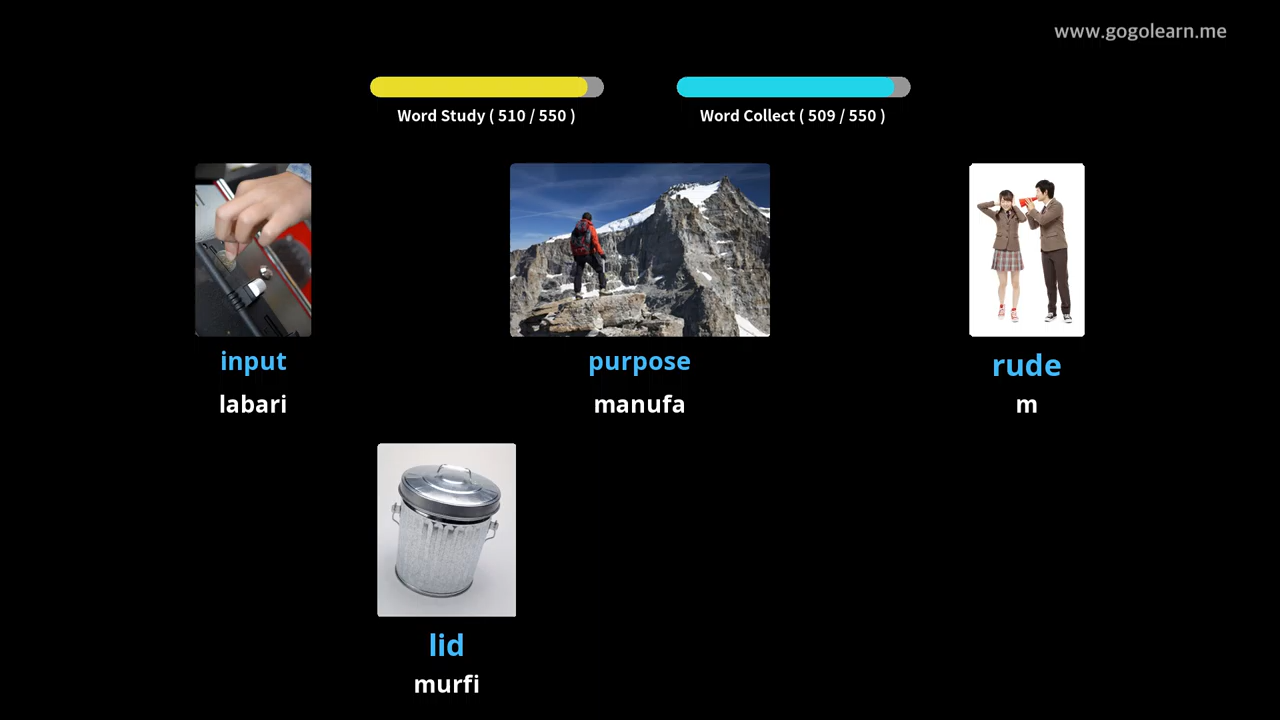 www.gogolearn.me
Word Study ( 510 / 550 )
Word Collect ( 509 / 550 )
input
purpose
rude
labari
manufa
m
lid
murfi